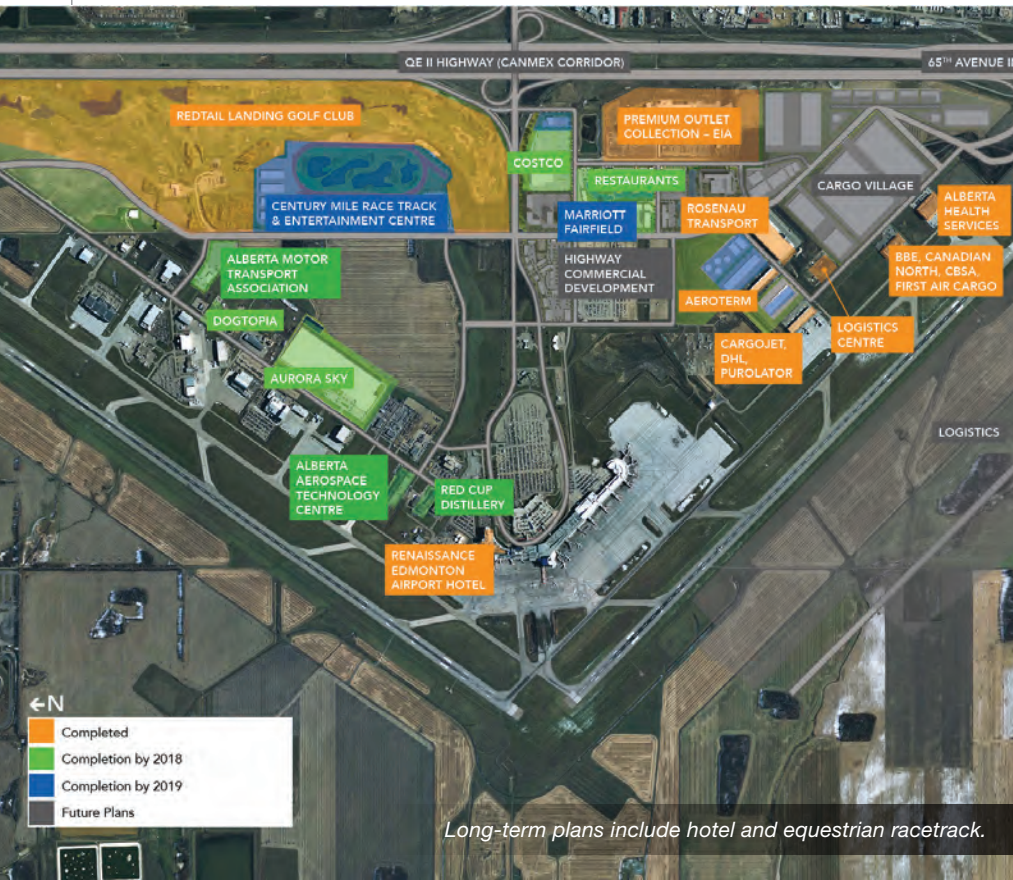 QE II HIGHWAY (CANMEX CORRIDOR)
65TH AVENUE
REDTAIL LANDING GOLF CLUB
PREMIUM OUTLET
COLLECTION – EIA
COSTCO
RESTAURANTS
CARGO VILLAGE
CENTURY MILE RACE TRACK
& ENTERTAINMENT CENTRE
MARRIOTT
FAIRFIELD
ROSENAU
TRANSPORT
ALBERTA
HEALTH
SERVICES
ALBERTA MOTOR
TRANSPORT
ASSOCIATION
HIGHWAY
COMMERCIAL
DEVELOPMENT
BBE, CANADIAN
NORTH, CBSA,
FIRST AIR CARGO
AEROTERM
DOGTOPIA
LOGISTICS
CENTRE
CARGOJET,
DHL,
PUROLATOR
AURORA SKY
LOGISTICS
ALBERTA
AEROSPACE
TECHNOLOGY
CENTRE
RED CUP
DISTILLERY
RENAISSANCE
EDMONTON
AIRPORT HOTEL
←N
Completed
Completion by 2018
Completion by 2019
Future Plans
Long-term plans include hotel and equestrian racetrack.